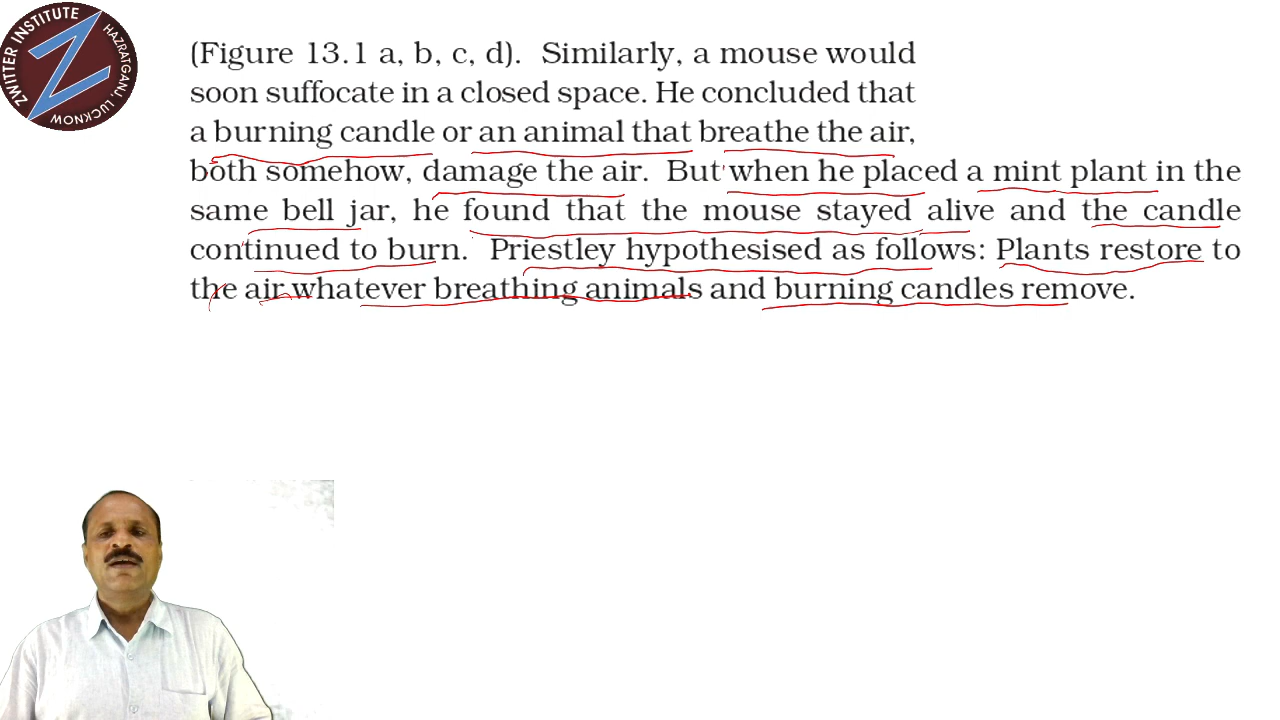 ZWITTER INSTITUTE
HAZRATGANJ, LUCKNOW
Z
(Figure 13.1 a, b, c, d). Similarly, a mouse would
soon suffocate in a closed space. He concluded that
a burning candle or an animal that breathe the air,
both somehow, damage the air. But when he placed a mint plant in the
same bell jar, he found that the mouse stayed alive and the candle
continued to burn. Priestley hypothesised as follows: Plants restore to
the air whatever breathing animals and burning candles remove.